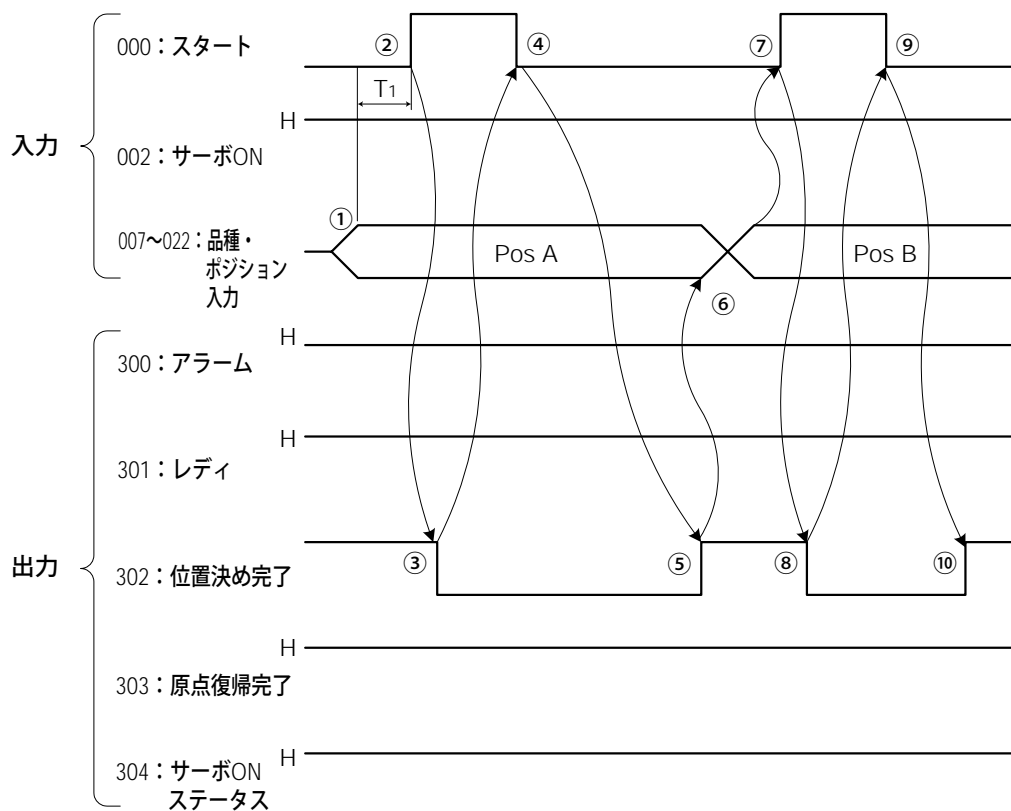 000：スタート
②
④
⑦
⑨
T1
H
入力
002：サーボON
①
007～022：品種・
ポジション
入力
Pos A
Pos B
⑥
H
300：アラーム
H
301：レディ
出力
302：位置決め完了
③
⑤
⑧
⑩
H
303：原点復帰完了
H
304：サーボON
ステータス